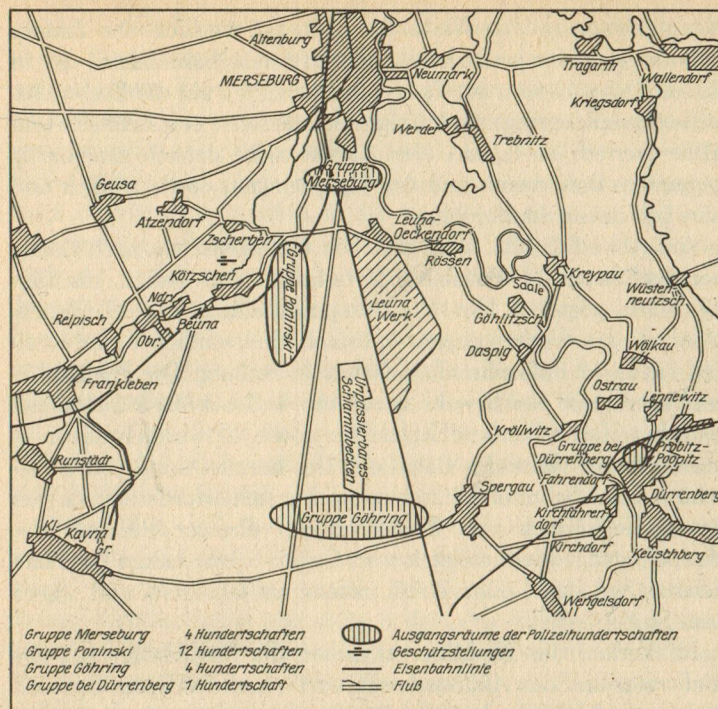 Altenburg
MERSEBURG
Neumark
Tragarth
Wallendorf
Kriegsdorf
Werder
Trebnitz
Gruppe
Merseburg
Geusa
Atzendorf
Zscherben
Leuna-
Oeckendorf
Rössen
Kötzschen
Gruppe Poninski
Leuna
Werk
Saale
Kreypau
Wüsten-
neutzsch
Göhlitzsch
Ndr.
Beuna
Obr.
Reipisch
Daspig
Wölkau
Frankleben
Unpassierbares
Schlammbecken
Ostrau
Lennewitz
Kröllwitz
Gruppe bei
Dürrenberg
Probitz-
Poppitz
Runstädt
Fahrendorf
Spergau
Dürrenberg
Gruppe Göhring
Kirchfähren-
dorf
Kl.
Kayna
Gr.
Kirchdorf
Keuschberg
Wengelsdorf
Gruppe Merseburg 4 Hundertschaften
Gruppe Poninski 12 Hundertschaften
Gruppe Göhring 4 Hundertschaften
Gruppe bei Dürrenberg 1 Hundertschaft
Ausgangsräume der Polizeihundertschaften
Geschützstellungen
Eisenbahnlinie
Fluß